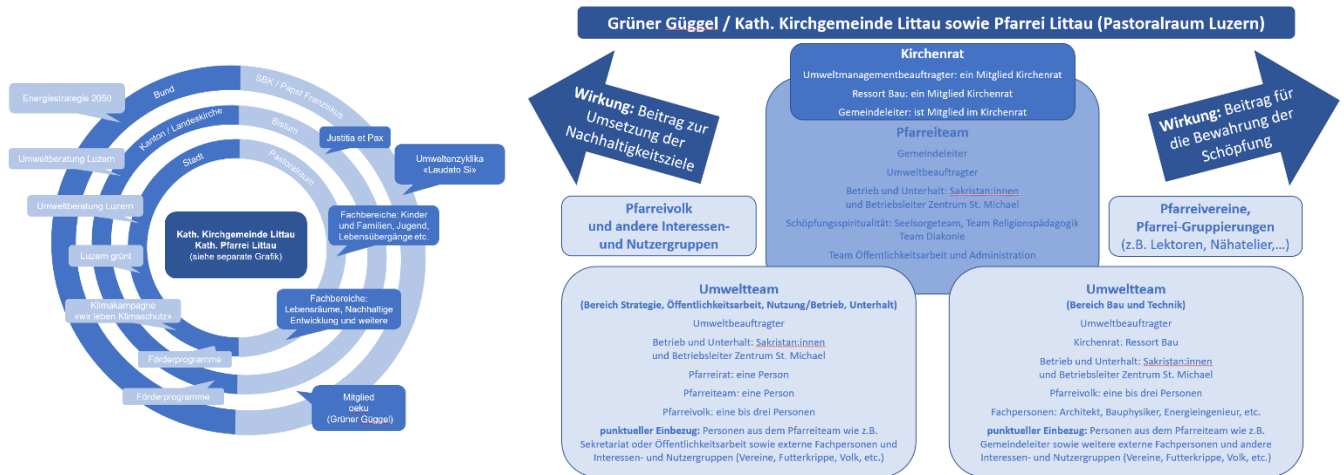 Energiestrategie 2050
Umweltberatung Luzern
Umweltberatung Luzern
Luzern grünt
Klimakampagne
«wir leben Klimaschutz»
Förderprogramme
Förderprogramme
Bund
Kanton / Landeskirche
Stadt
SBK / Papst Franziskus
Bistum
Pastoralraum
Kath. Kirchgemeinde Littau
Kath. Pfarrei Littau
(siehe separate Grafik)
Justitia et Pax
Umweltenzyklika
«Laudato Si»
Fachbereiche: Kinder
und Familien, Jugend,
Lebensübergänge etc.
Fachbereiche:
Lebensräume, Nachhaltige
Entwicklung und weitere
Mitglied
oeku
(Grüner Güggel)
Grüner Güggel / Kath. Kirchgemeinde Littau sowie Pfarrei Littau (Pastoralraum Luzern)
Wirkung: Beitrag zur
Umsetzung der
Nachhaltigkeitsziele
Kirchenrat
Umweltmanagementbeauftragter: ein Mitglied Kirchenrat
Ressort Bau: ein Mitglied Kirchenrat
Gemeindeleiter: ist Mitglied im Kirchenrat
Wirkung: Beitrag für
die Bewahrung der
Schöpfung
Pfarreiteam
Gemeindeleiter
Umweltbeauftragter
Betrieb und Unterhalt: Sakristan:innen
und Betriebsleiter Zentrum St. Michael
Schöpfungsspiritualität: Seelsorgeteam, Team Religionspädagogik
Team Diakonie
Team Öffentlichkeitsarbeit und Administration
Pfarreivolk
und andere Interessen-
und Nutzergruppen
Pfarreivereine,
Pfarrei-Gruppierungen
(z.B. Lektoren, Nähatelier,...)
Umweltteam
(Bereich Strategie, Öffentlichkeitsarbeit, Nutzung/Betrieb, Unterhalt)
Umweltbeauftragter
Betrieb und Unterhalt: Sakristan:innen
und Betriebsleiter Zentrum St. Michael
Pfarreirat: eine Person
Pfarreiteam: eine Person
Pfarreivolk: eine bis drei Personen
punktueller Einbezug: Personen aus dem Pfarreiteam wie z.B.
Sekretariat oder Öffentlichkeitsarbeit sowie externe Fachpersonen und
Interessen- und Nutzergruppen (Vereine, Futterkrippe, Volk, etc.)
Umweltteam
(Bereich Bau und Technik)
Umweltbeauftragter
Kirchenrat: Ressort Bau
Betrieb und Unterhalt: Sakristan:innen
und Betriebsleiter Zentrum St. Michael
Pfarreivolk: eine bis drei Personen
Fachpersonen: Architekt, Bauphysiker, Energieingenieur, etc.
punktueller Einbezug: Personen aus dem Pfarreiteam wie z.B.
Gemeindeleiter sowie weitere externe Fachpersonen und andere
Interessen- und Nutzergruppen (Vereine, Futterkrippe, Volk, etc.)